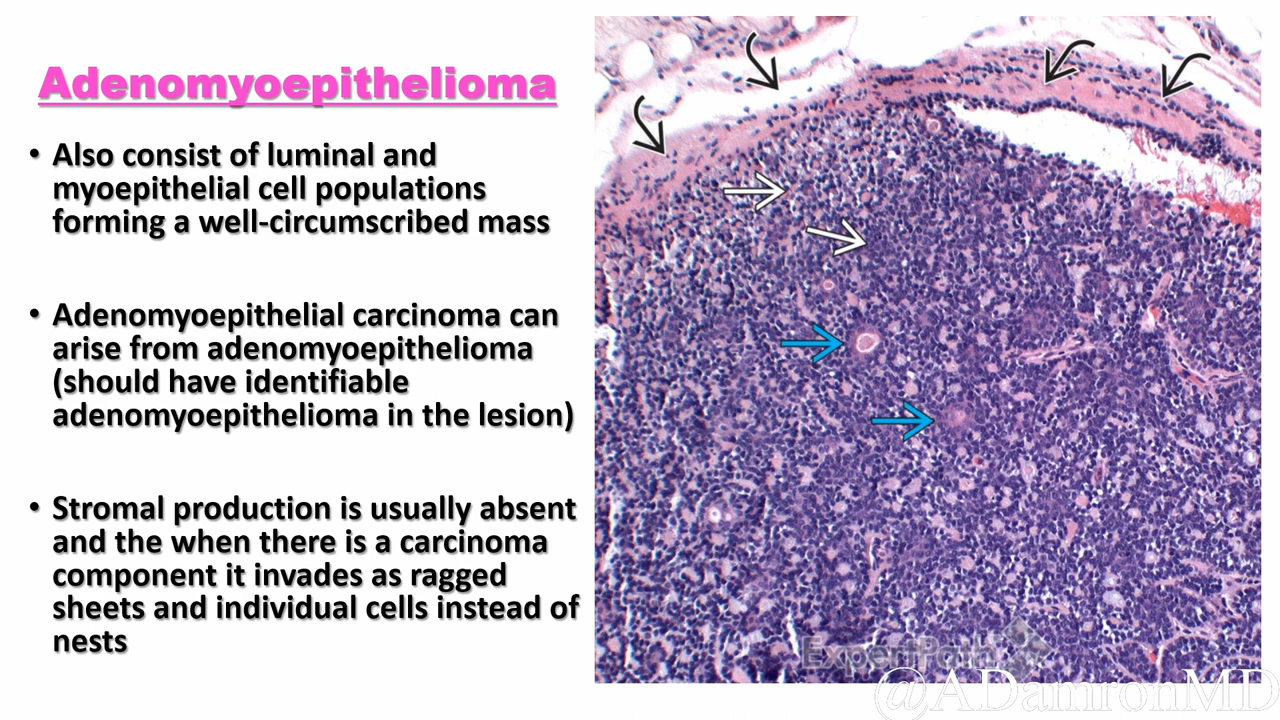 Adenomyoepithelioma
• Also consist of luminal and
myoepithelial cell populations
forming a well-circumscribed mass
• Adenomyoepithelial carcinoma can
arise from adenomyoepithelioma
(should have identifiable
adenomyoepithelioma in the lesion)
• Stromal production is usually absent
and the when there is a carcinoma
component it invades as ragged
sheets and individual cells instead of
nests
ExpertPath
@ADamronMD